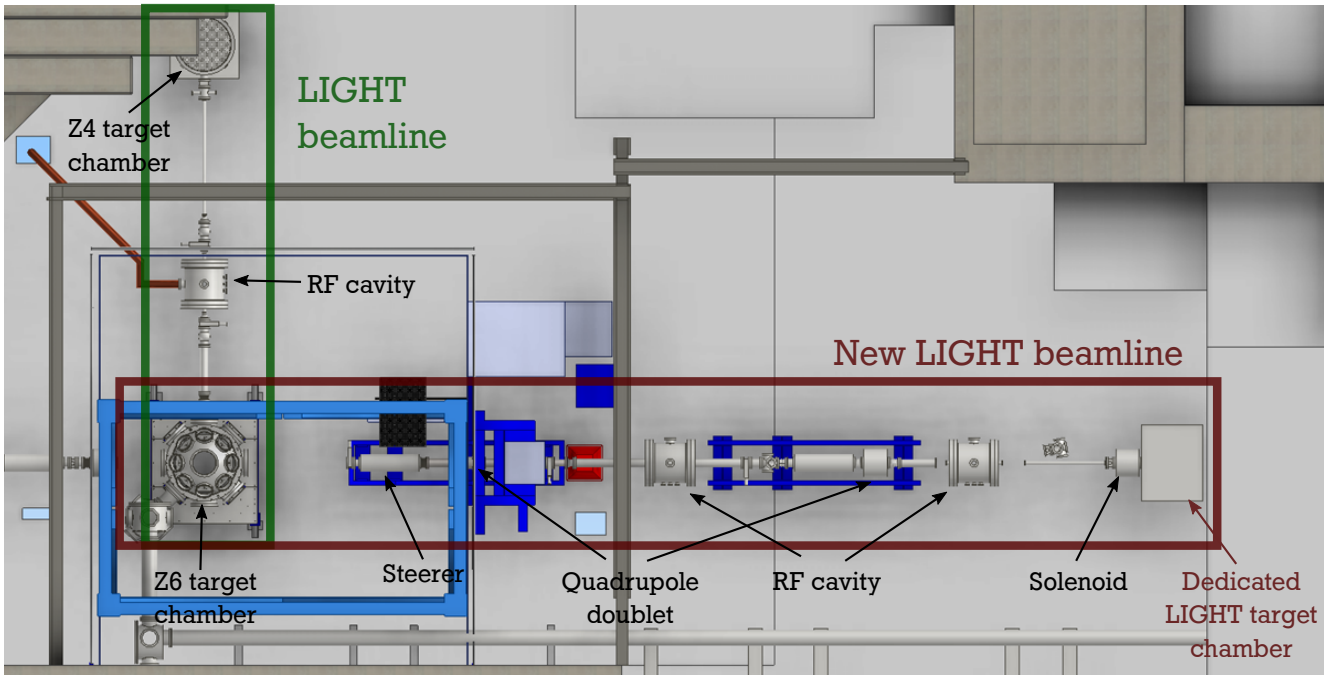 LIGHT
beamline
Z4 target
chamber
RF cavity
New LIGHT beamline
Z6 target
chamber
Steerer
Quadrupole
doublet
RF cavity
Solenoid
Dedicated
LIGHT target
chamber